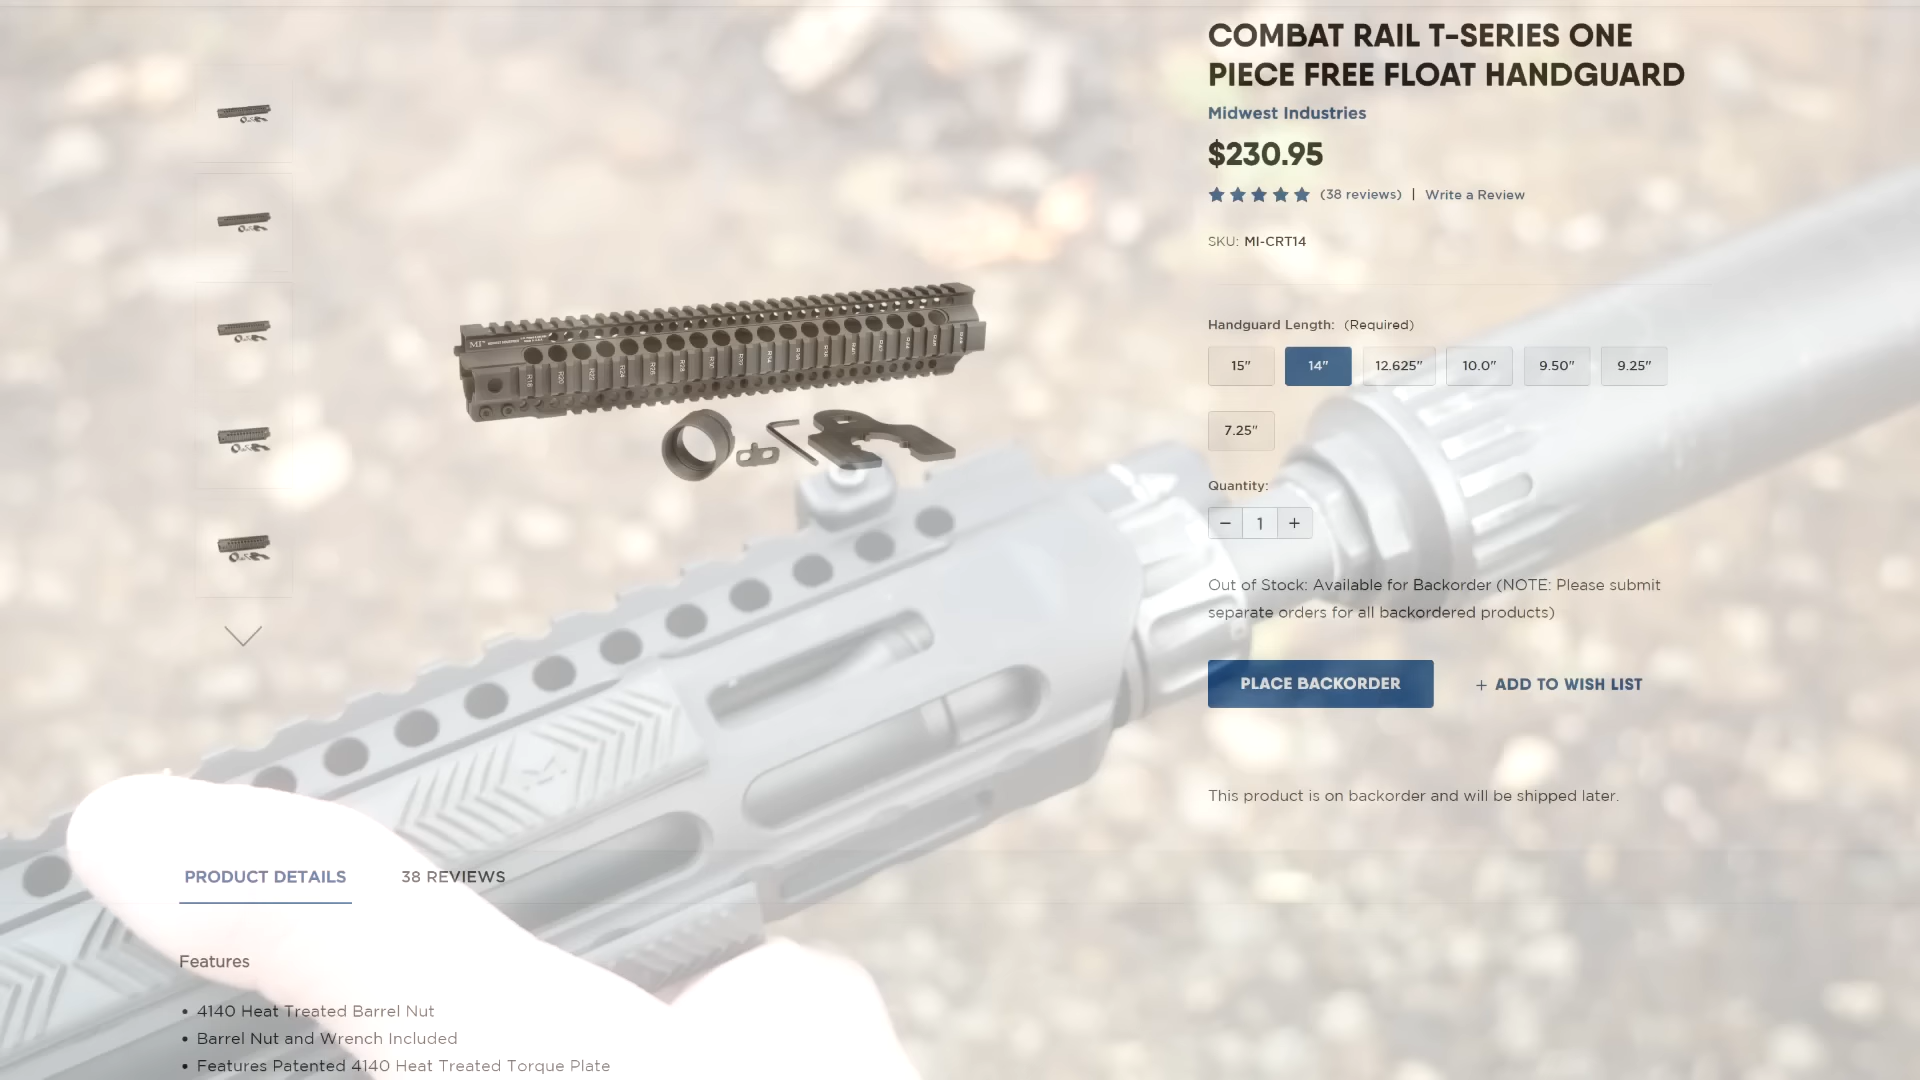 COMBAT RAIL T-SERIES ONE
PIECE FREE FLOAT HANDGUARD
Midwest Industries
$230.95
(38 reviews) | Write a Review
SKU: MI-CRT14
Handguard Length: (Required)
15" 14" 12.625" 10.0" 9.50" 9.25"
7.25"
Quantity:
− 1 +
Out of Stock: Available for Backorder (NOTE: Please submit
separate orders for all backordered products)
PLACE BACKORDER + ADD TO WISH LIST
This product is on backorder and will be shipped later.
PRODUCT DETAILS 38 REVIEWS
Features
• 4140 Heat Treated Barrel Nut
• Barrel Nut and Wrench Included
• Features Patented 4140 Heat Treated Torque Plate